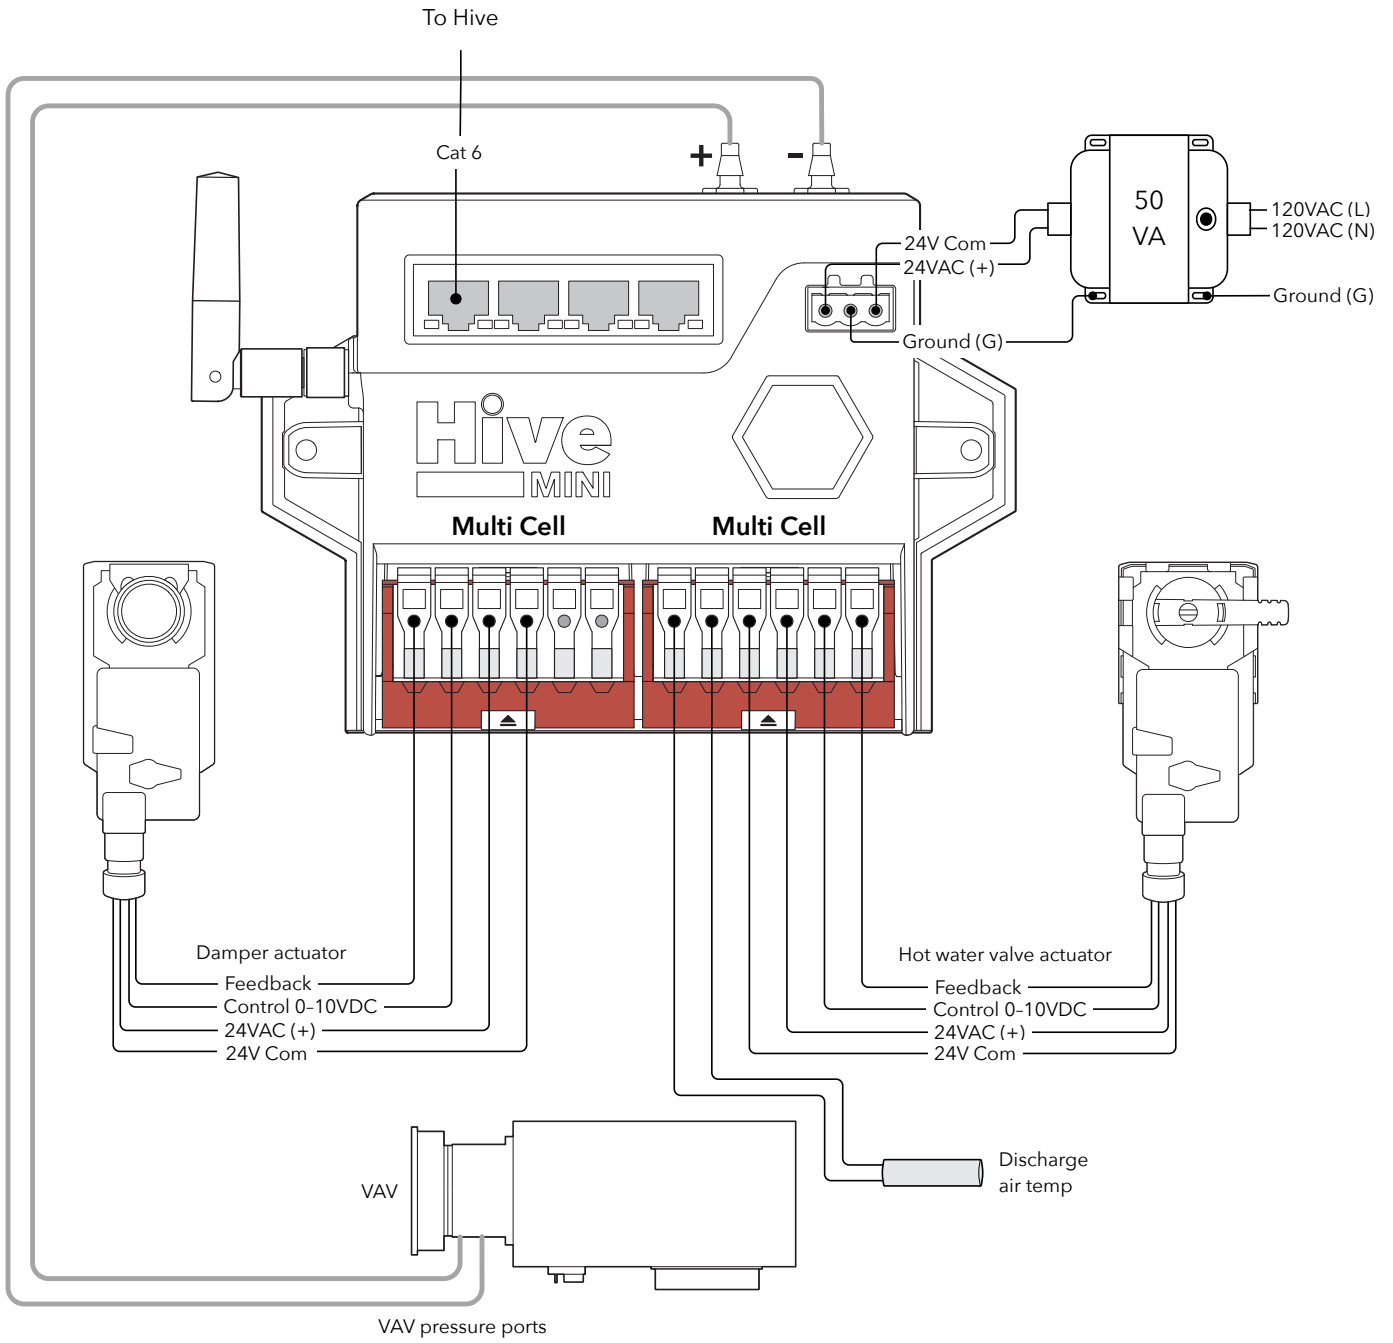 To Hive
Cat 6
+
-
50
VA
120VAC (L)
120VAC (N)
24V Com
24VAC (+)
Ground (G)
Ground (G)
Hive
MINI
Multi Cell
Multi Cell
Damper actuator
Feedback
Control 0–10VDC
24VAC (+)
24V Com
Hot water valve actuator
Feedback
Control 0–10VDC
24VAC (+)
24V Com
Discharge
air temp
VAV
VAV pressure ports